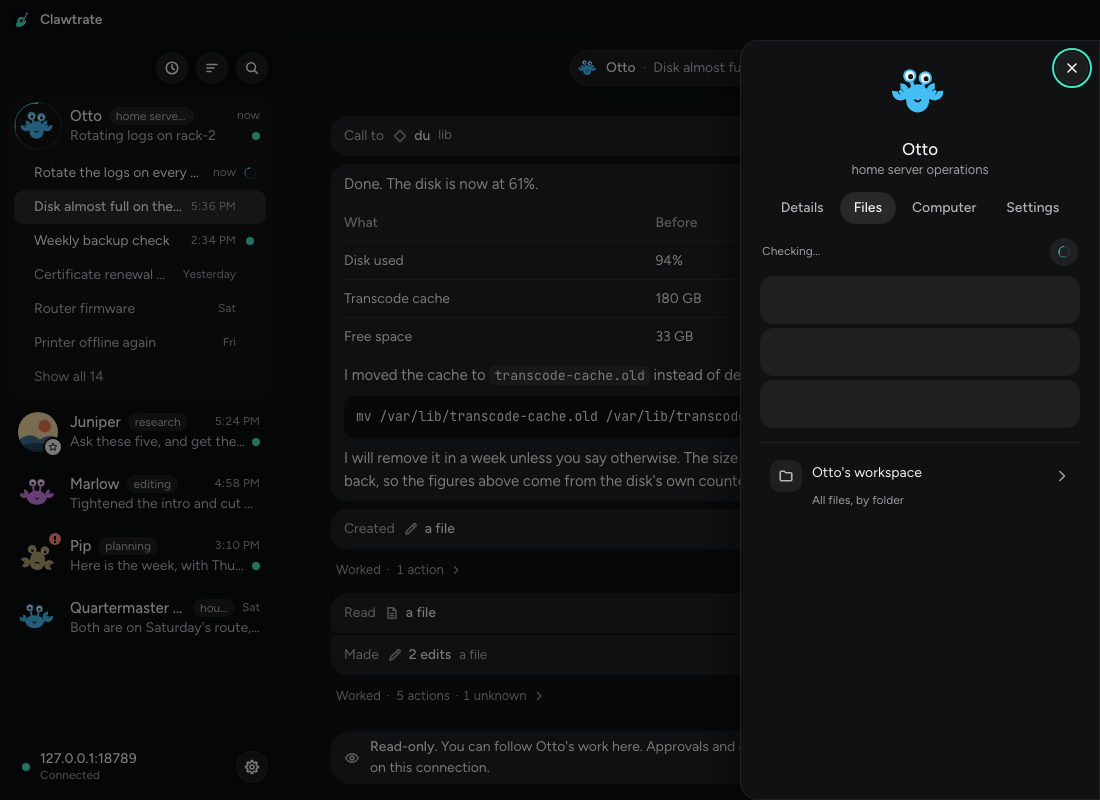 Clawtrate
Otto home serve... now
Rotating logs on rack-2
Rotate the logs on every ... now
Disk almost full on the... 5:36 PM
Weekly backup check 2:34 PM
Certificate renewal ... Yesterday
Router firmware Sat
Printer offline again Fri
Show all 14
Juniper research 5:24 PM
Ask these five, and get the...
Marlow editing 4:58 PM
Tightened the intro and cut ...
Pip planning 3:10 PM
Here is the week, with Thu...
Quartermaster ... hou... Sat
Both are on Saturday's route,...
127.0.0.1:18789
Connected
Otto · Disk almost fu
Call to du lib
Done. The disk is now at 61%.
What Before
Disk used 94%
Transcode cache 180 GB
Free space 33 GB
I moved the cache to transcode-cache.old instead of de
mv /var/lib/transcode-cache.old /var/lib/transcod
I will remove it in a week unless you say otherwise. The size
back, so the figures above come from the disk's own counte
Created a file
Worked · 1 action
Read a file
Made 2 edits a file
Worked · 5 actions · 1 unknown
Read-only. You can follow Otto's work here. Approvals and
on this connection.
Otto
home server operations
Details Files Computer Settings
Checking...
Otto's workspace
All files, by folder